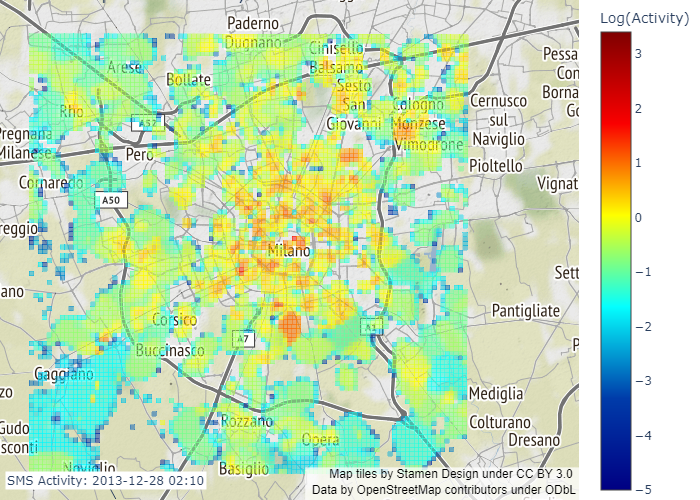 Log(Activity)
Paderno
Dugnano
Cinisello
Balsamo
Arese
Bollate
Sesto
San
Giovanni
Cologno
Monzese
Pessa
Con
Borna
Go
Cernusco
sul
Naviglio
Rho
A37
Vimodrone
Pregnana
Milanese
Pero
Pioltello
Cornaredo
Vignat
A50
reggio
Milano
Sett
ano
Pantigliate
Corsico
A7
A1
P
Buccinasco
Gaggiano
zo
Mediglia
Gudo
sconti
Rozzano
Opera
Colturano
Dresano
Noviglio
Basiglio
SMS Activity: 2013-12-28 02:10
Map tiles by Stamen Design under CC BY 3.0
Data by OpenStreetMap contributors under ODbL
3
2
1
0
−1
−2
−3
−4
−5